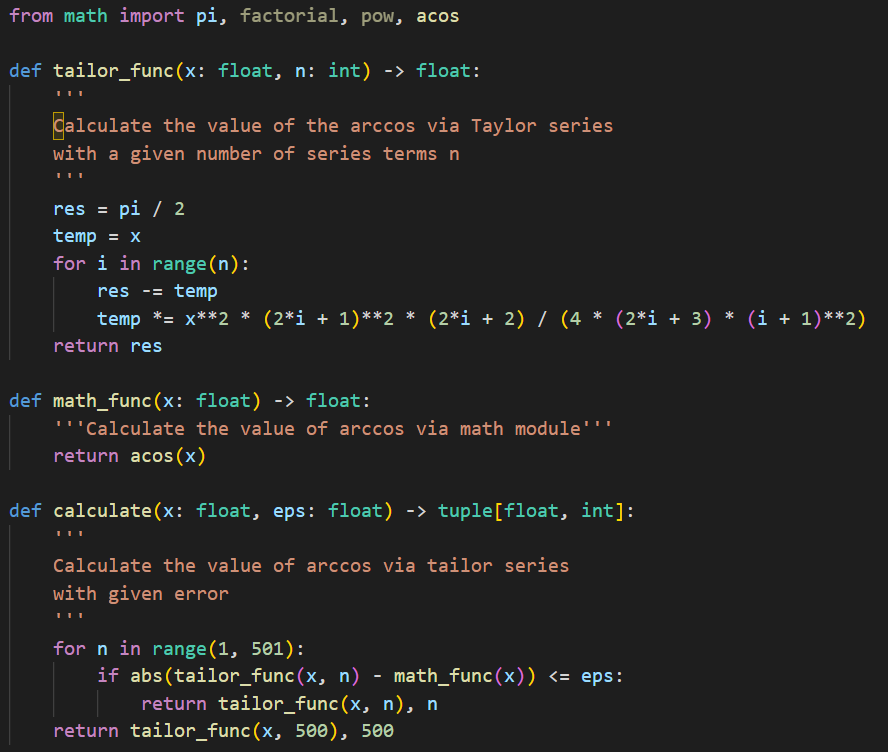 from math import pi, factorial, pow, acos
def tailor_func(x: float, n: int) -> float:
'''
Calculate the value of the arccos via Taylor series
with a given number of series terms n
'''
res = pi / 2
temp = x
for i in range(n):
res -= temp
temp *= x**2 * (2*i + 1)**2 * (2*i + 2) / (4 * (2*i + 3) * (i + 1)**2)
return res
def math_func(x: float) -> float:
'''Calculate the value of arccos via math module'''
return acos(x)
def calculate(x: float, eps: float) -> tuple[float, int]:
'''
Calculate the value of arccos via tailor series
with given error
'''
for n in range(1, 501):
if abs(tailor_func(x, n) - math_func(x)) <= eps:
return tailor_func(x, n), n
return tailor_func(x, 500), 500